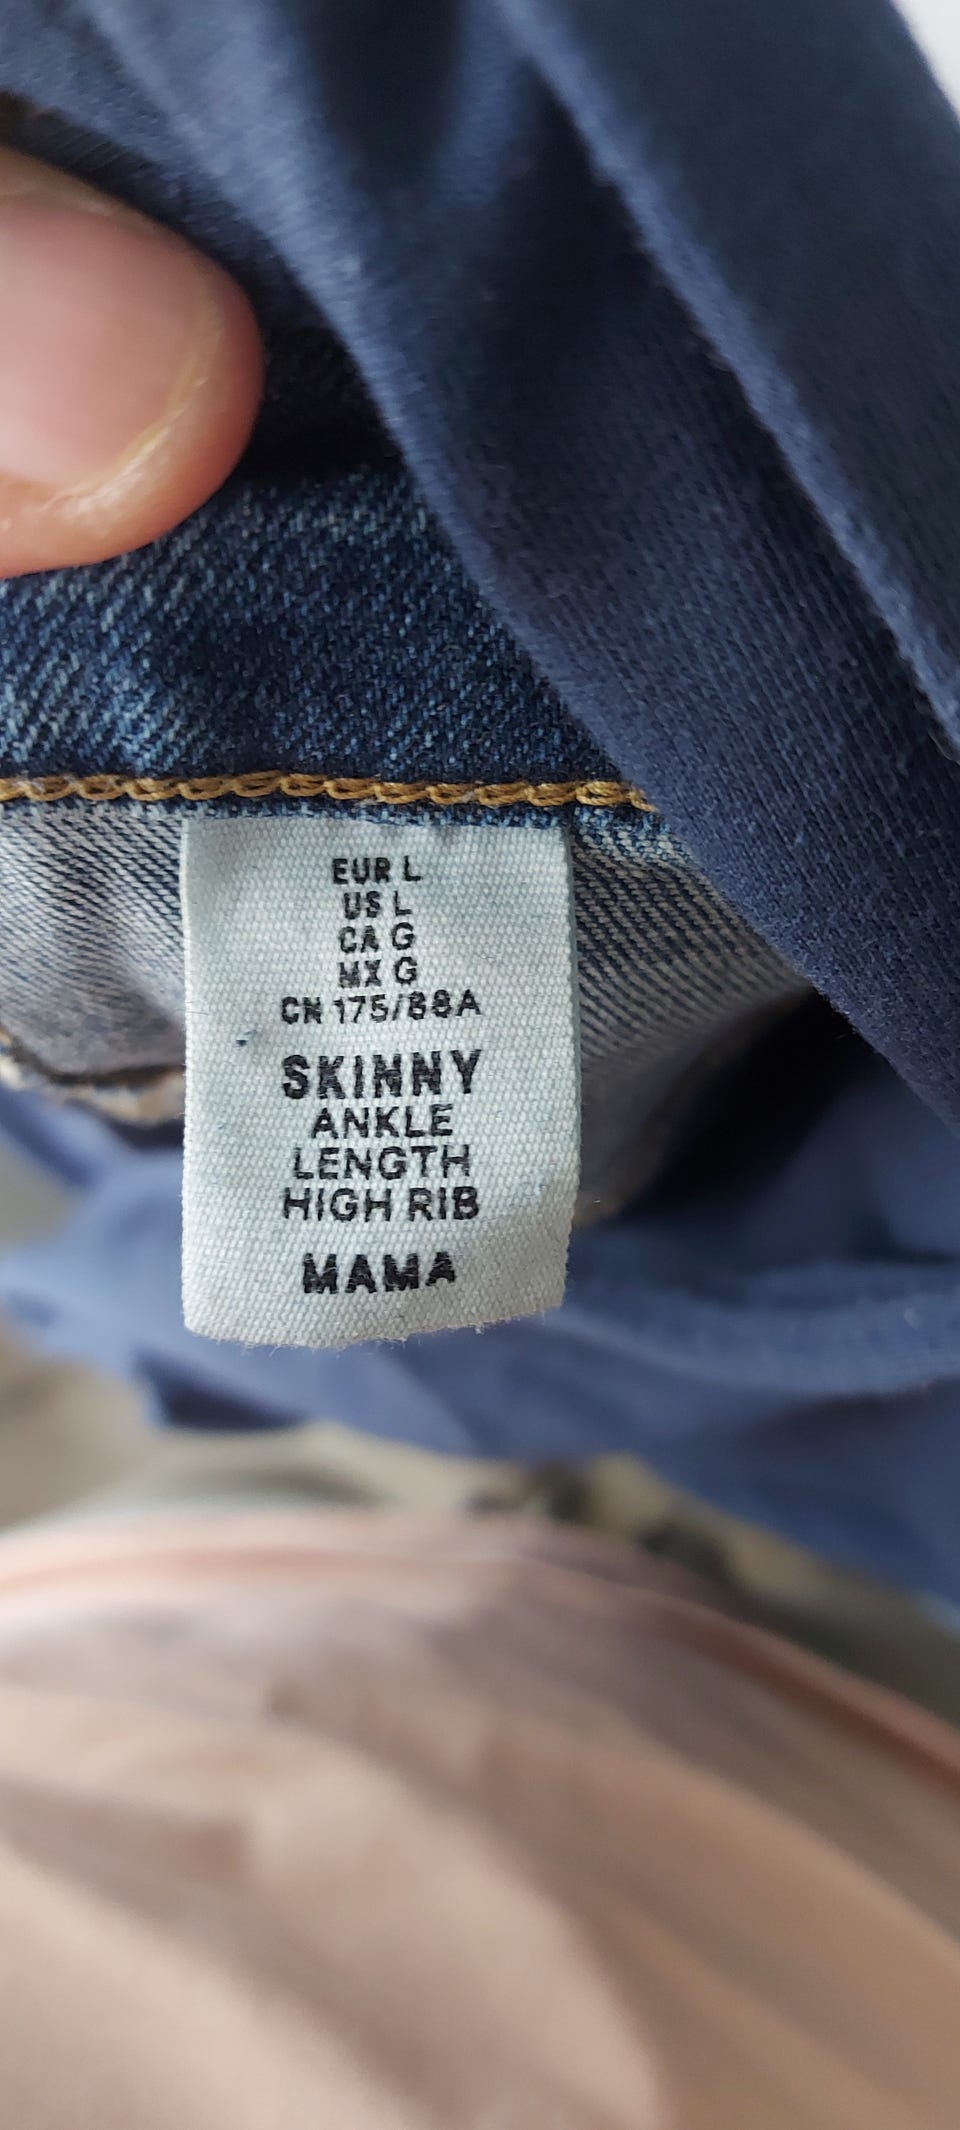 EUR L
US L
CA G
MX G
CN 175/88A
SKINNY
ANKLE
LENGTH
HIGH RIB
MAMA